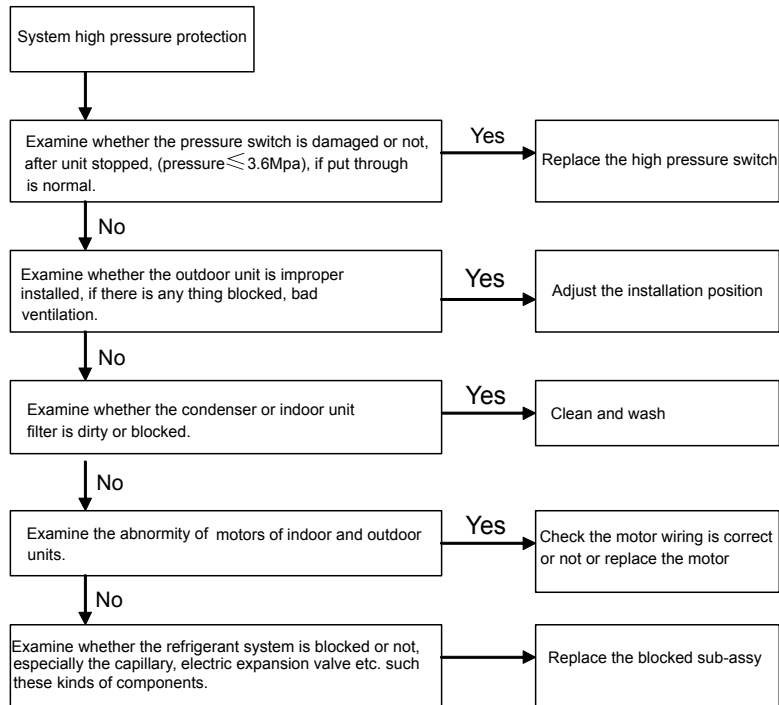 System high pressure protection
Examine whether the pressure switch is damaged or not,
after unit stopped, (pressure≦3.6Mpa), if put through
is normal.
Yes
Replace the high pressure switch
No
Examine whether the outdoor unit is improper
installed, if there is any thing blocked, bad
ventilation.
Yes
Adjust the installation position
No
Examine whether the condenser or indoor unit
filter is dirty or blocked.
Yes
Clean and wash
No
Examine the abnormity of motors of indoor and outdoor
units.
Yes
Check the motor wiring is correct
or not or replace the motor
No
Examine whether the refrigerant system is blocked or not,
especially the capillary, electric expansion valve etc. such
these kinds of components.
Replace the blocked sub-assy